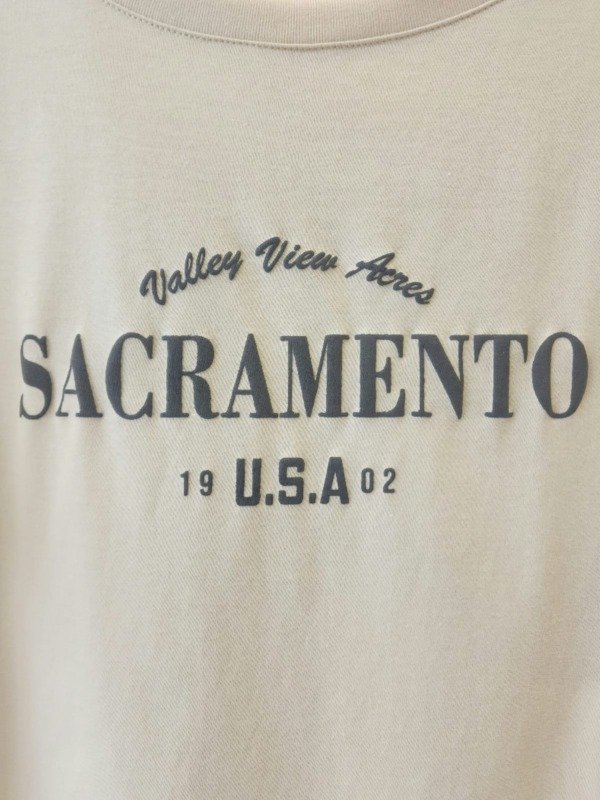 Valley View Acres
SACRAMENTO
19 U.S.A 02